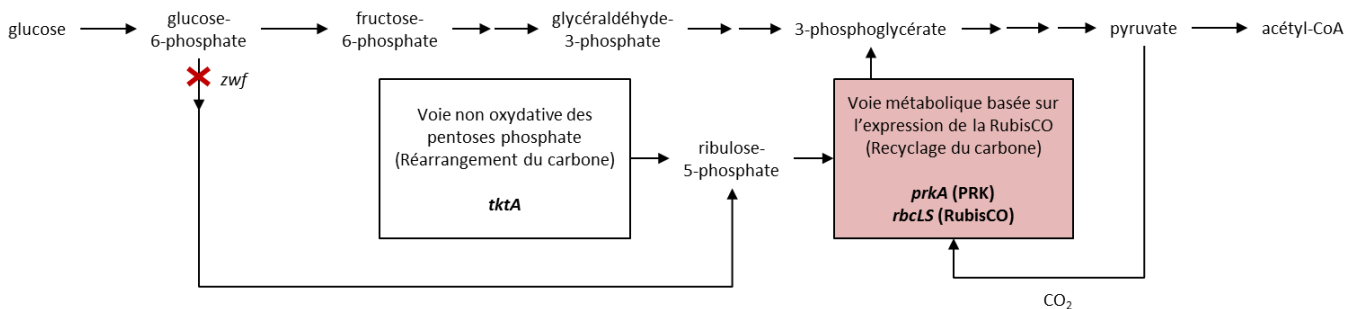 glucose
glucose-
6-phosphate
fructose-
6-phosphate
glycéraldéhyde-
3-phosphate
3-phosphoglycérate
pyruvate
acétyl-CoA
zwf
Voie non oxydative des
pentoses phosphate
(Réarrangement du carbone)
tktA
ribulose-
5-phosphate
Voie métabolique basée sur
l’expression de la RubisCO
(Recyclage du carbone)
prkA (PRK)
rbcLS (RubisCO)
CO2